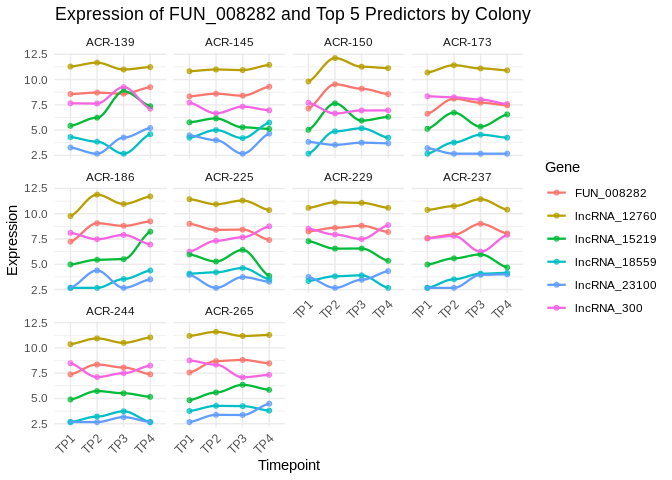 Expression of FUN_008282 and Top 5 Predictors by Colony
ACR-139 ACR-145 ACR-150 ACR-173
12.5
10.0
7.5
5.0
2.5
ACR-186 ACR-225 ACR-229 ACR-237
12.5
10.0
7.5
5.0
2.5
TP1 TP2 TP3 TP4 TP1 TP2 TP3 TP4
ACR-244 ACR-265
12.5
10.0
7.5
5.0
2.5
TP1 TP2 TP3 TP4 TP1 TP2 TP3 TP4
Timepoint
Expression
Gene
FUN_008282
lncRNA_12760
lncRNA_15219
lncRNA_18559
lncRNA_23100
lncRNA_300